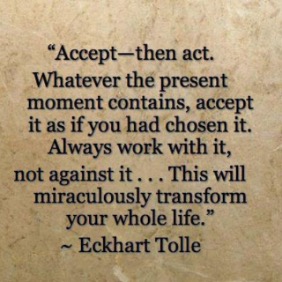 “Accept—then act.
Whatever the present
moment contains, accept
it as if you had chosen it.
Always work with it,
not against it . . . This will
miraculously transform
your whole life.”
~ Eckhart Tolle